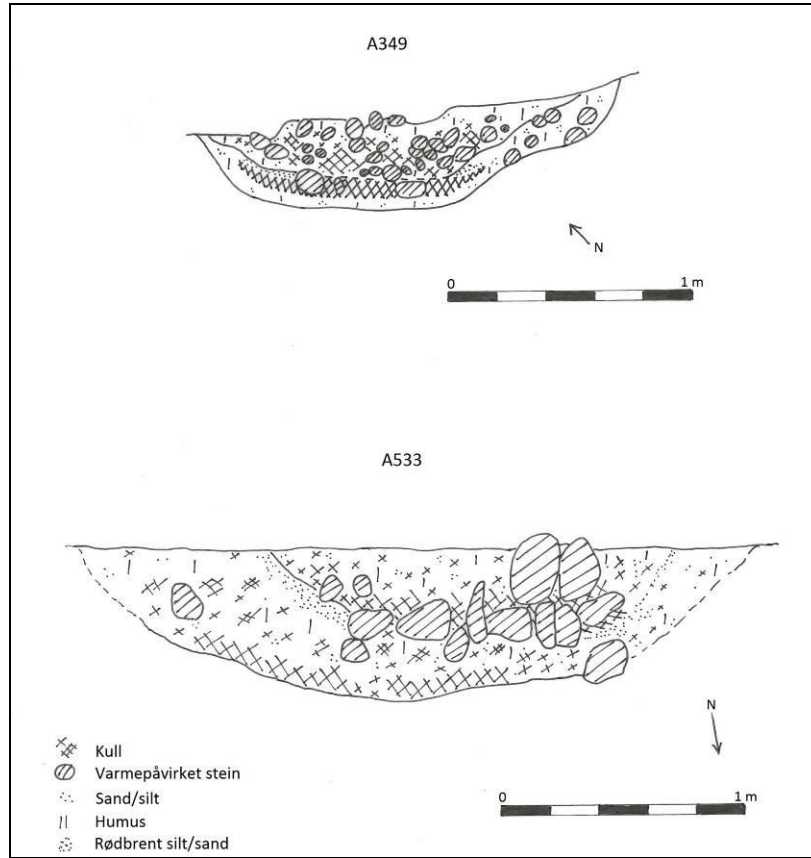 A349
N
0 1 m
A533
N
Kull
Varmepåvirket stein
Sand/silt
Humus
Rødbrent silt/sand
0 1 m